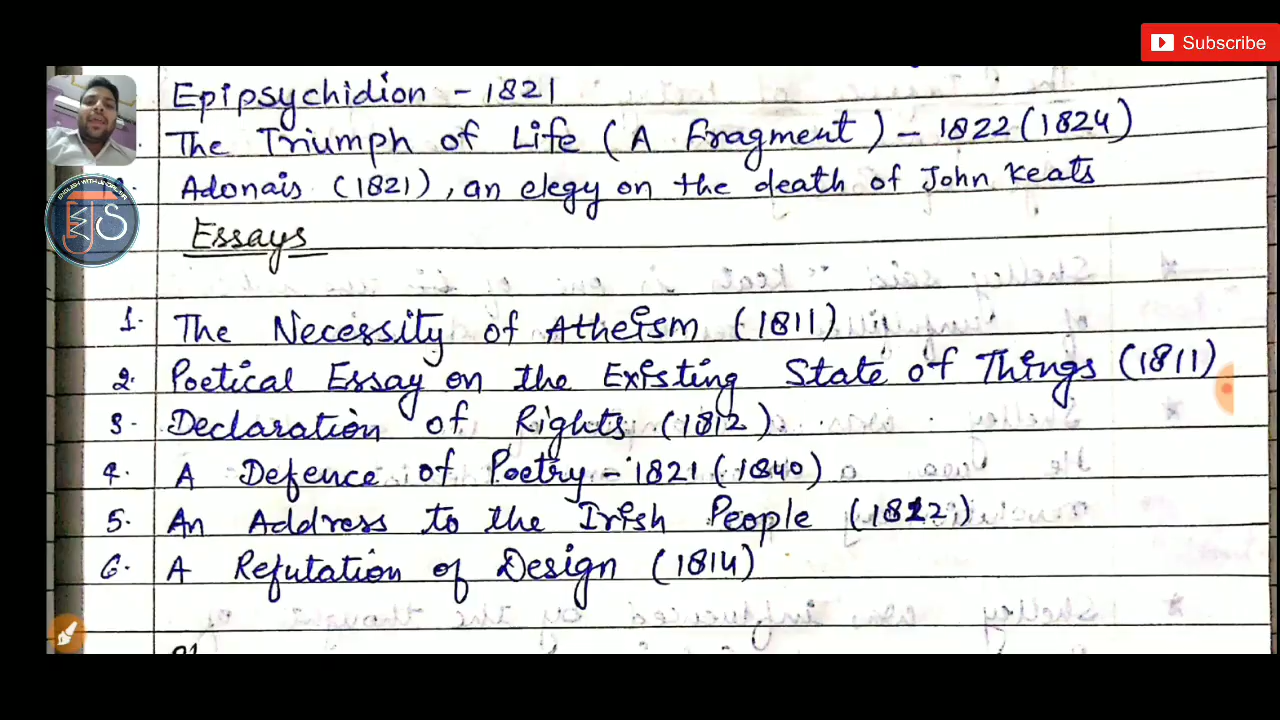 Subscribe
Epipsychidion - 1821
The Triumph of Life (A Fragment) - 1822 (1824)
Adonais (1821), an elegy on the death of John Keats
Essays
1. The Necessity of Atheism (1811)
2. Poetical Essay on the Existing State of Things (1811)
3. Declaration of Rights (1812)
4. A Defence of Poetry - 1821 (1840)
5. An Address to the Irish People (1812)
6. A Refutation of Design (1814)